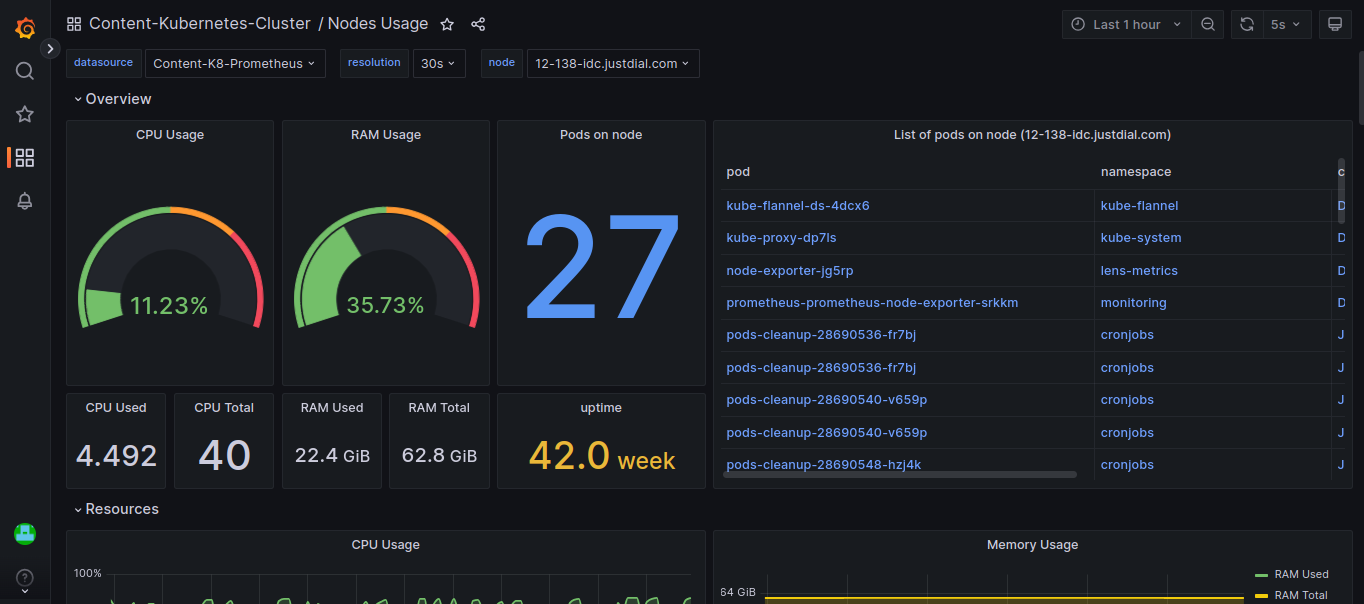 Content-Kubernetes-Cluster / Nodes Usage
Last 1 hour
5s
datasource
Content-K8-Prometheus
resolution
30s
node
12-138-idc.justdial.com
Overview
CPU Usage
11.23%
RAM Usage
35.73%
Pods on node
27
List of pods on node (12-138-idc.justdial.com)
pod namespace c
kube-flannel-ds-4dcx6 kube-flannel D
kube-proxy-dp7ls kube-system D
node-exporter-jg5rp lens-metrics D
prometheus-prometheus-node-exporter-srkkm monitoring D
pods-cleanup-28690536-fr7bj cronjobs J
pods-cleanup-28690536-fr7bj cronjobs J
pods-cleanup-28690540-v659p cronjobs J
pods-cleanup-28690540-v659p cronjobs J
pods-cleanup-28690548-hzj4k cronjobs J
CPU Used
4.492
CPU Total
40
RAM Used
22.4 GiB
RAM Total
62.8 GiB
uptime
42.0 week
Resources
CPU Usage
100%
Memory Usage
64 GiB
RAM Used
RAM Total